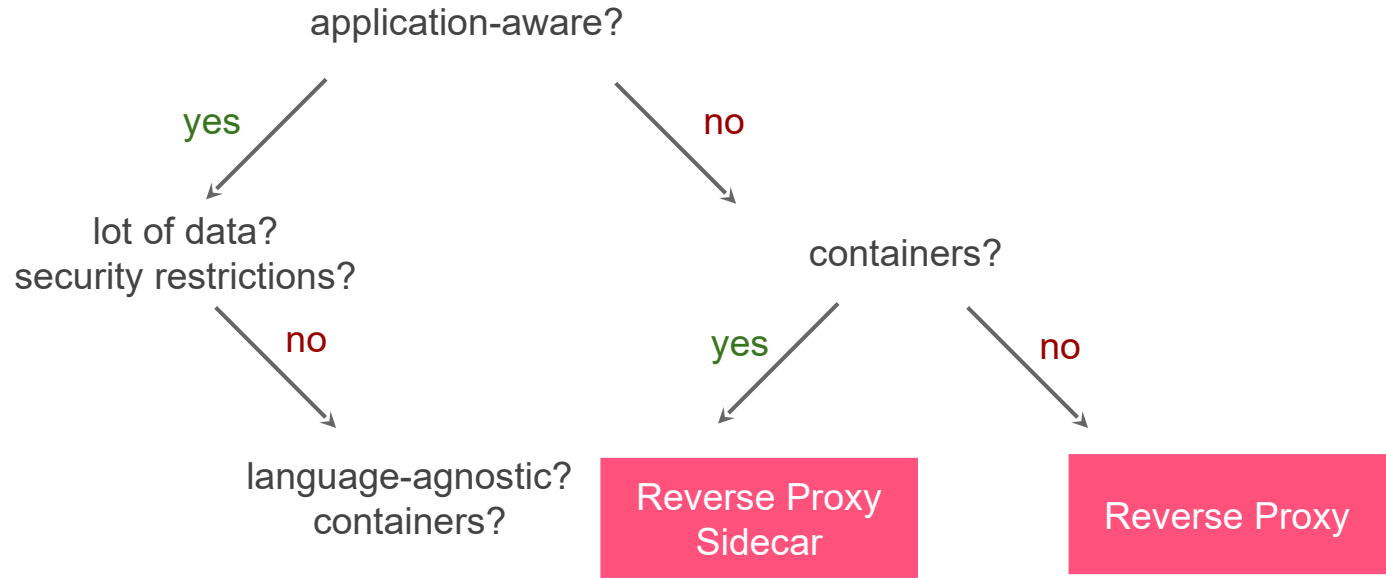 application-aware?
yes
no
lot of data?
security restrictions?
containers?
no
yes
no
language-agnostic?
containers?
Reverse Proxy
Sidecar
Reverse Proxy